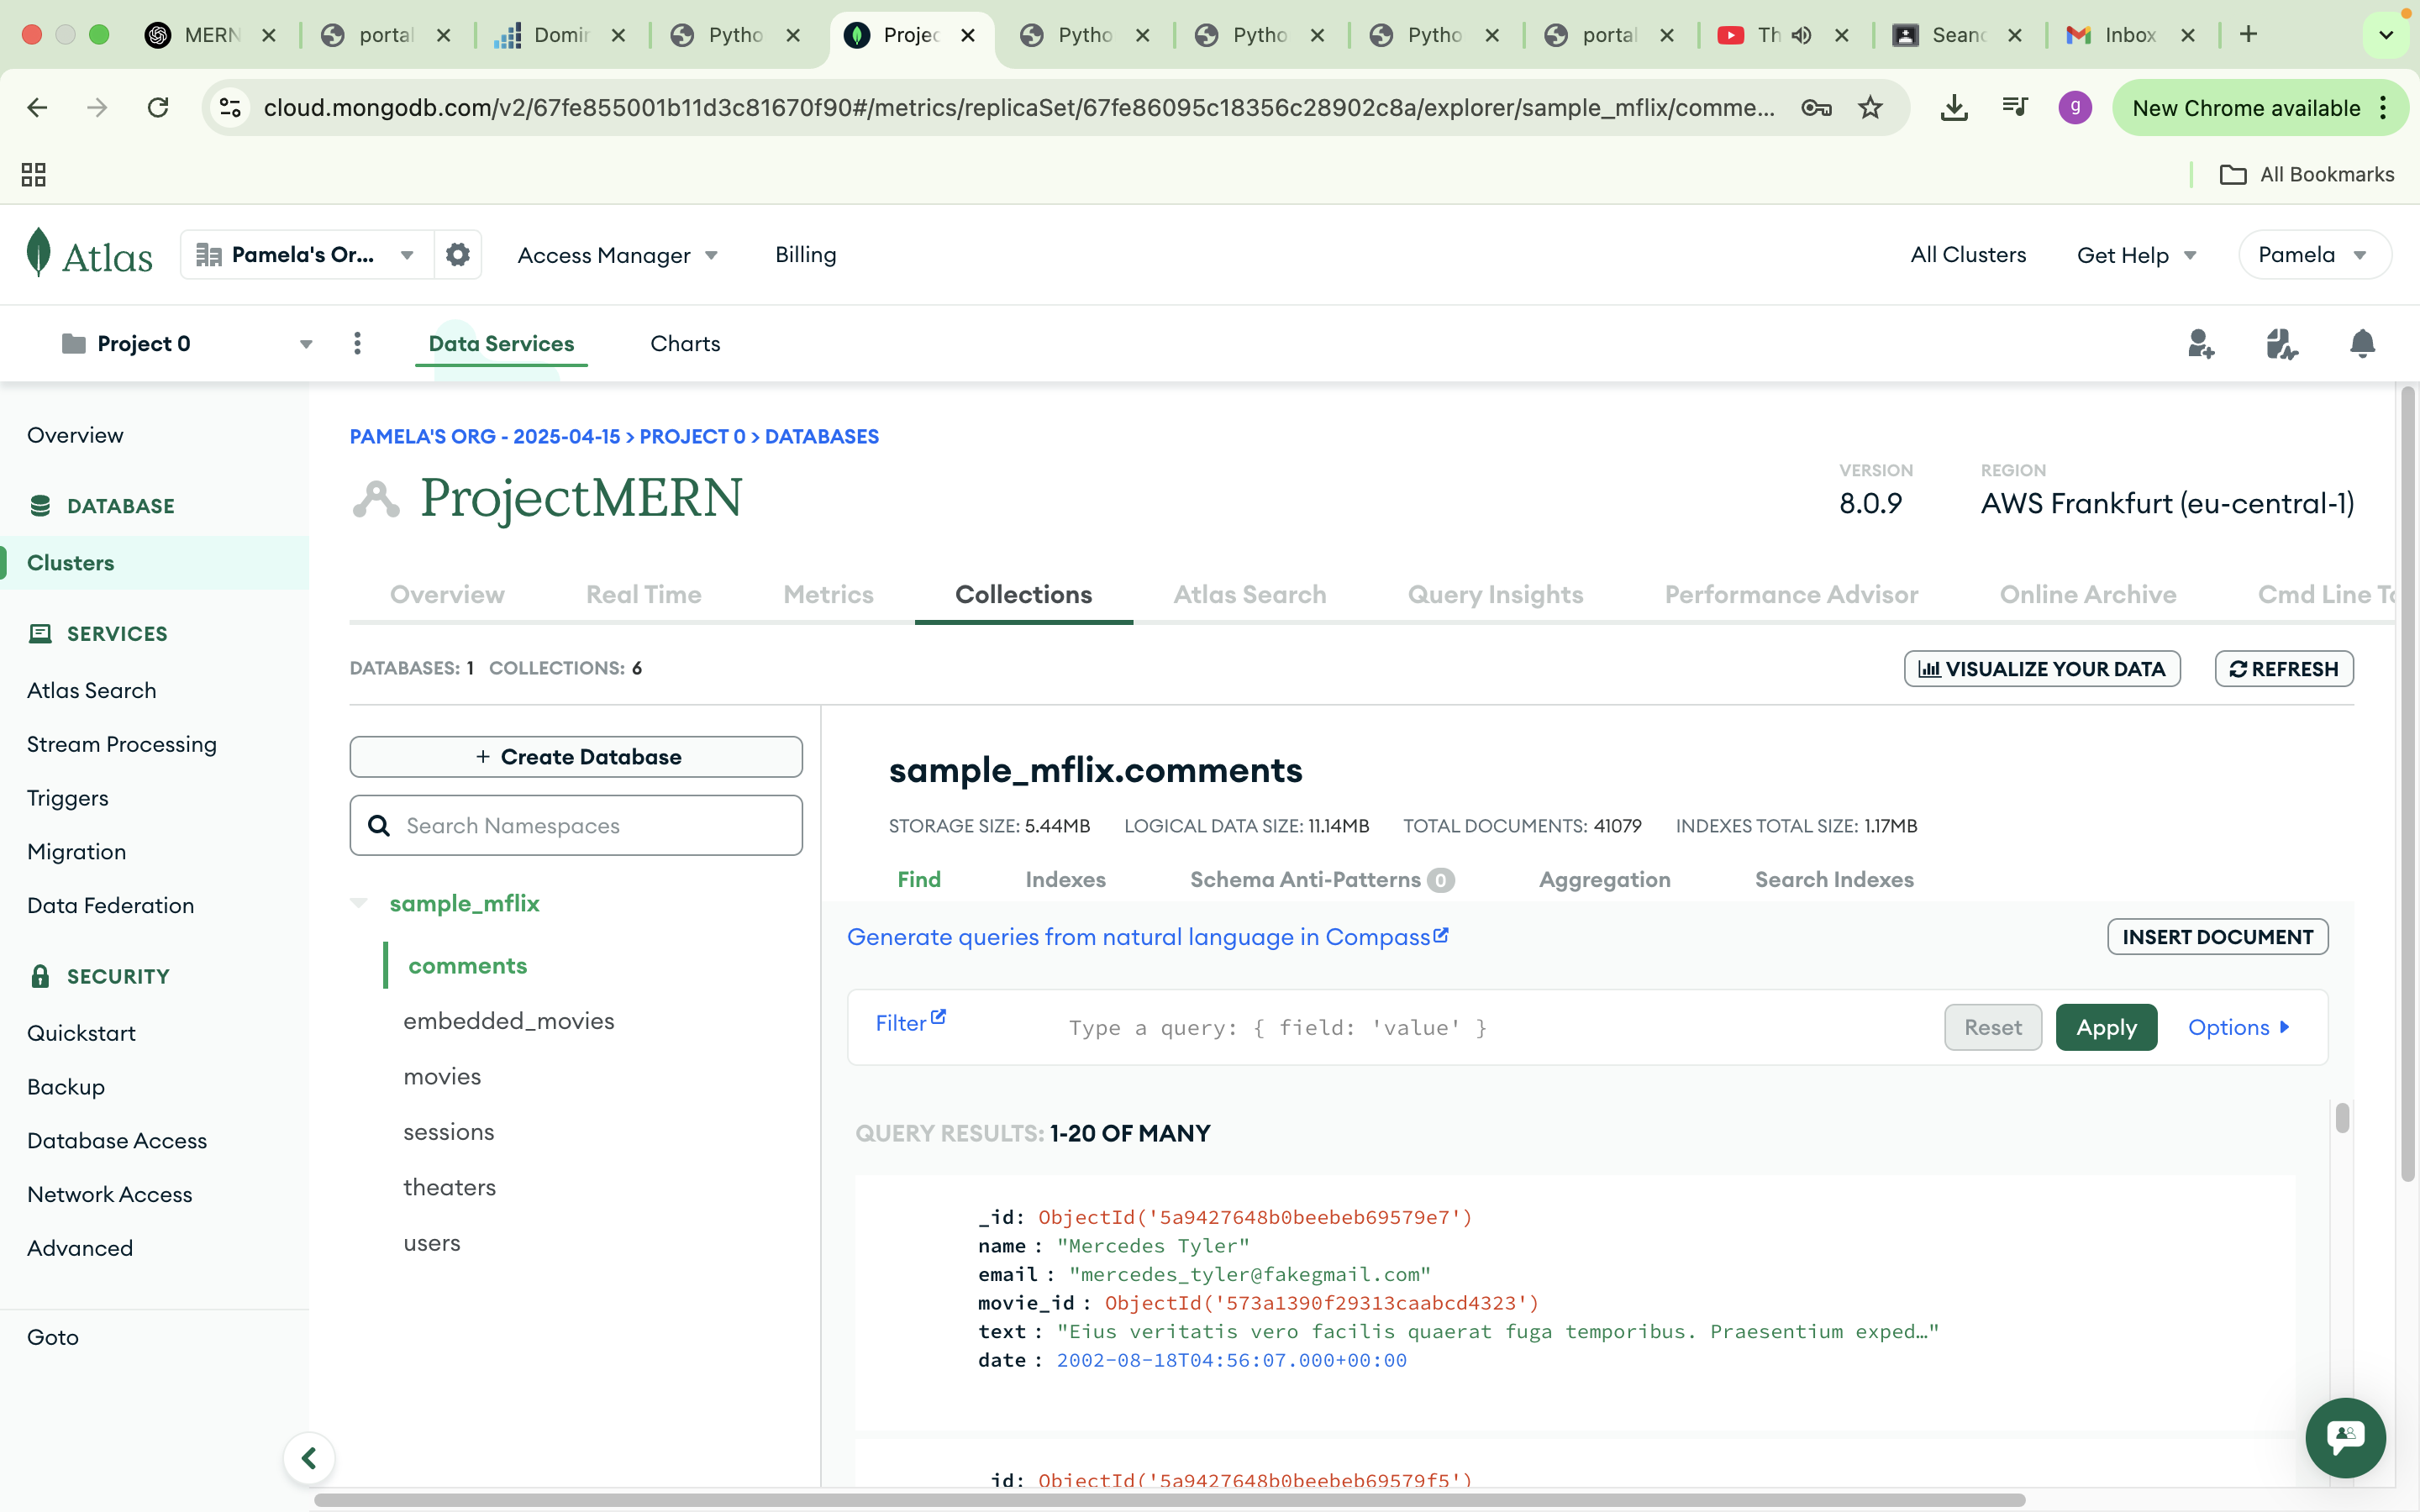 MERN
portal
Domir
Pytho
Projec
Pytho
Pytho
Pytho
portal
Th
Seanc
Inbox
cloud.mongodb.com/v2/67fe855001b11d3c81670f90#/metrics/replicaSet/67fe86095c18356c28902c8a/explorer/sample_mflix/comme...
g
New Chrome available
All Bookmarks
Atlas
Pamela's Or...
Access Manager
Billing
All Clusters
Get Help
Pamela
Project 0
Data Services
Charts
Overview
DATABASE
Clusters
SERVICES
Atlas Search
Stream Processing
Triggers
Migration
Data Federation
SECURITY
Quickstart
Backup
Database Access
Network Access
Advanced
Goto
PAMELA'S ORG - 2025-04-15 > PROJECT 0 > DATABASES
ProjectMERN
VERSION
8.0.9
REGION
AWS Frankfurt (eu-central-1)
Overview
Real Time
Metrics
Collections
Atlas Search
Query Insights
Performance Advisor
Online Archive
Cmd Line To
DATABASES: 1 COLLECTIONS: 6
VISUALIZE YOUR DATA
REFRESH
+ Create Database
Search Namespaces
sample_mflix
comments
embedded_movies
movies
sessions
theaters
users
sample_mflix.comments
STORAGE SIZE: 5.44MB LOGICAL DATA SIZE: 11.14MB TOTAL DOCUMENTS: 41079 INDEXES TOTAL SIZE: 1.17MB
Find
Indexes
Schema Anti-Patterns 0
Aggregation
Search Indexes
Generate queries from natural language in Compass
INSERT DOCUMENT
Filter
Type a query: { field: 'value' }
Reset
Apply
Options
QUERY RESULTS: 1-20 OF MANY
_id: ObjectId('5a9427648b0beebeb69579e7')
name : "Mercedes Tyler"
email : "mercedes_tyler@fakegmail.com"
movie_id : ObjectId('573a1390f29313caabcd4323')
text : "Eius veritatis vero facilis quaerat fuga temporibus. Praesentium exped…"
date : 2002-08-18T04:56:07.000+00:00
_id: ObjectId('5a9427648b0beebeb69579f5')